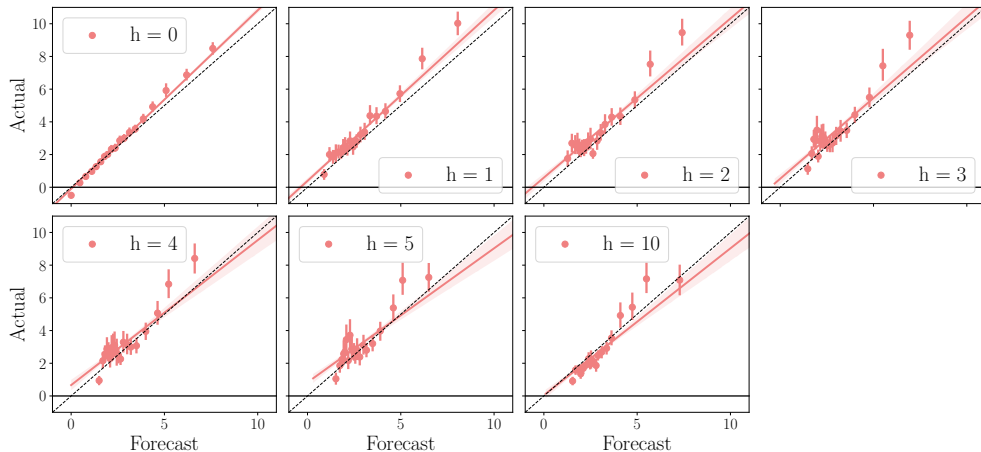 10
8
6
4
2
0
Actual
h = 0
h = 1
h = 2
h = 3
10
8
6
4
2
0
Actual
h = 4
h = 5
h = 10
0 5 10
0 5 10
0 5 10
Forecast Forecast Forecast